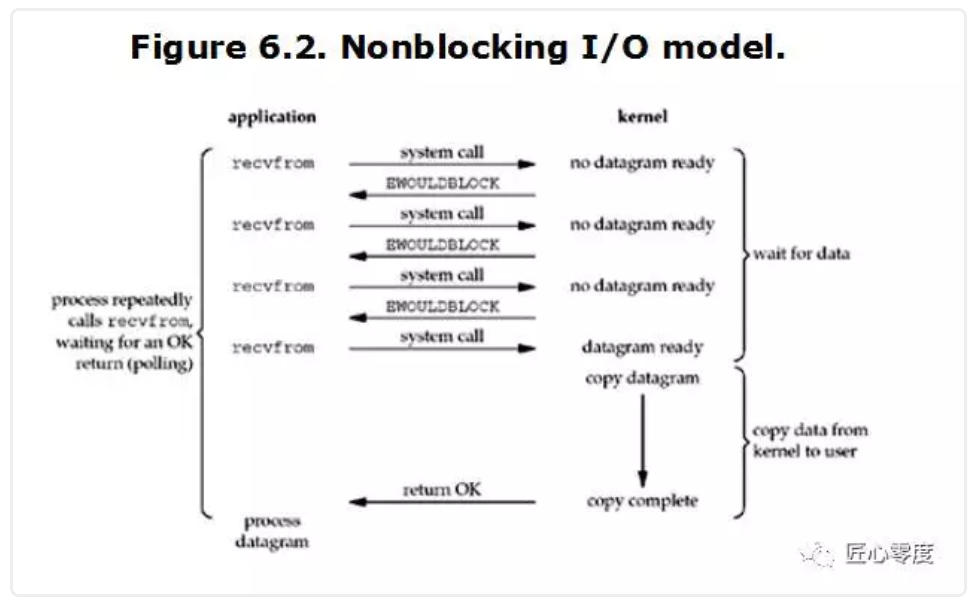 Figure 6.2. Nonblocking I/O model.
application
kernel
recvfrom
system call
no datagram ready
EWOULDBLOCK
recvfrom
system call
no datagram ready
EWOULDBLOCK
recvfrom
system call
no datagram ready
EWOULDBLOCK
recvfrom
system call
datagram ready
wait for data
process repeatedly
calls recvfrom,
waiting for an OK
return (polling)
copy datagram
copy data from
kernel to user
return OK
copy complete
process
datagram
匠心零度